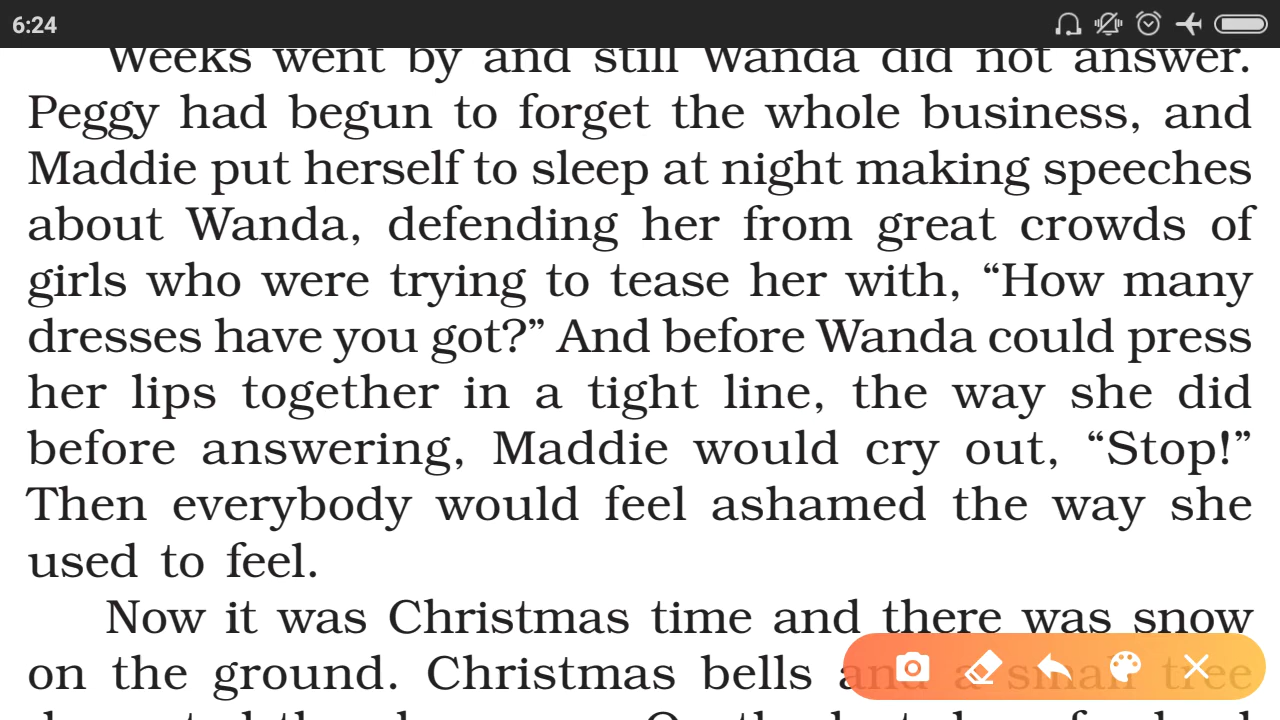 6:24
Weeks went by and still Wanda did not answer.
Peggy had begun to forget the whole business, and
Maddie put herself to sleep at night making speeches
about Wanda, defending her from great crowds of
girls who were trying to tease her with, “How many
dresses have you got?” And before Wanda could press
her lips together in a tight line, the way she did
before answering, Maddie would cry out, “Stop!”
Then everybody would feel ashamed the way she
used to feel.
Now it was Christmas time and there was snow
on the ground. Christmas bells and a small tree